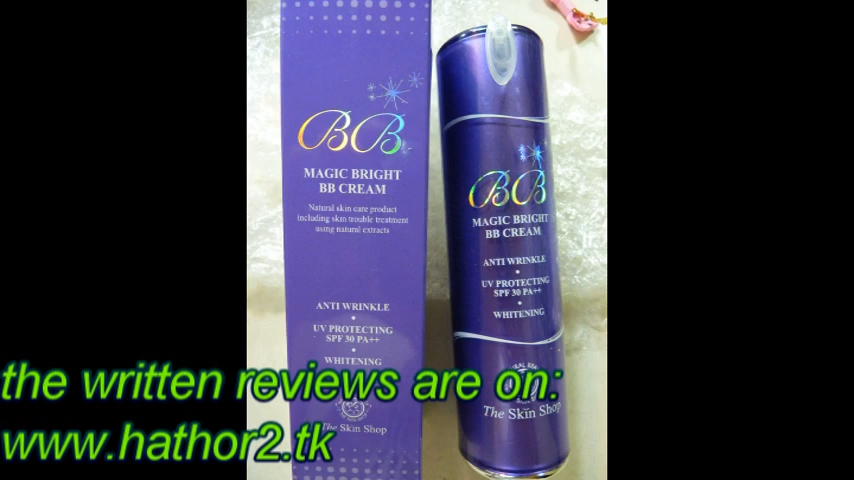 BB
MAGIC BRIGHT
BB CREAM
Natural skin care product
including skin trouble treatment
using natural extracts
ANTI WRINKLE
UV PROTECTING
SPF 30 PA++
WHITENING
The Skin Shop
BB
MAGIC BRIGHT
BB CREAM
ANTI WRINKLE
UV PROTECTING
SPF 30 PA++
WHITENING
The Skin Shop
the written reviews are on:
www.hathor2.tk